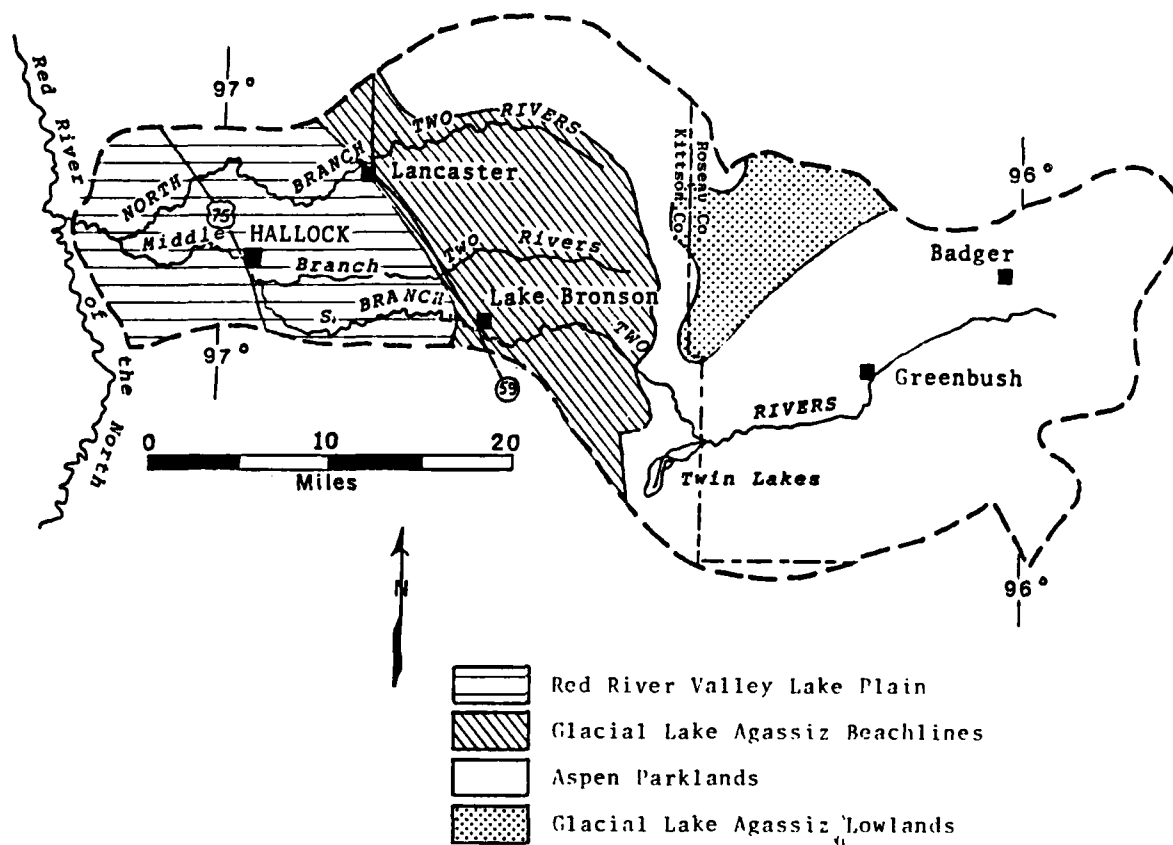 Red River of the North
97°
TWO RIVERS
NORTH BRANCH
Lancaster
Roseau Co.
Kittson Co.
96°
75
Middle Branch Two Rivers
HALLOCK
Badger
Lake Bronson
S. BRANCH TWO RIVERS
97°
59
Greenbush
0 10 20
Miles
Twin Lakes
N
96°
Red River Valley Lake Plain
Glacial Lake Agassiz Beachlines
Aspen Parklands
Glacial Lake Agassiz Lowlands